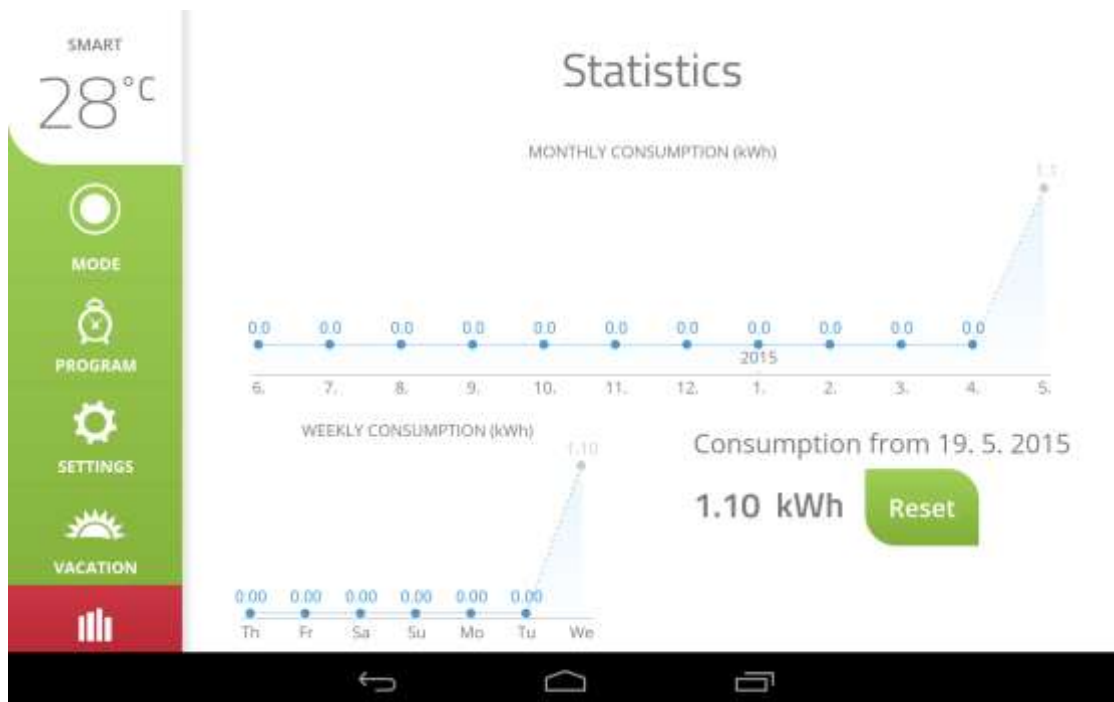 SMART
28°C
MODE
PROGRAM
SETTINGS
VACATION
Statistics
MONTHLY CONSUMPTION (kWh)
1.1
0.0 0.0 0.0 0.0 0.0 0.0 0.0 0.0 0.0 0.0 0.0
2015
6. 7. 8. 9. 10. 11. 12. 1. 2. 3. 4. 5.
WEEKLY CONSUMPTION (kWh)
1.10
0.00 0.00 0.00 0.00 0.00 0.00
Th Fr Sa Su Mo Tu We
Consumption from 19. 5. 2015
1.10 kWh Reset